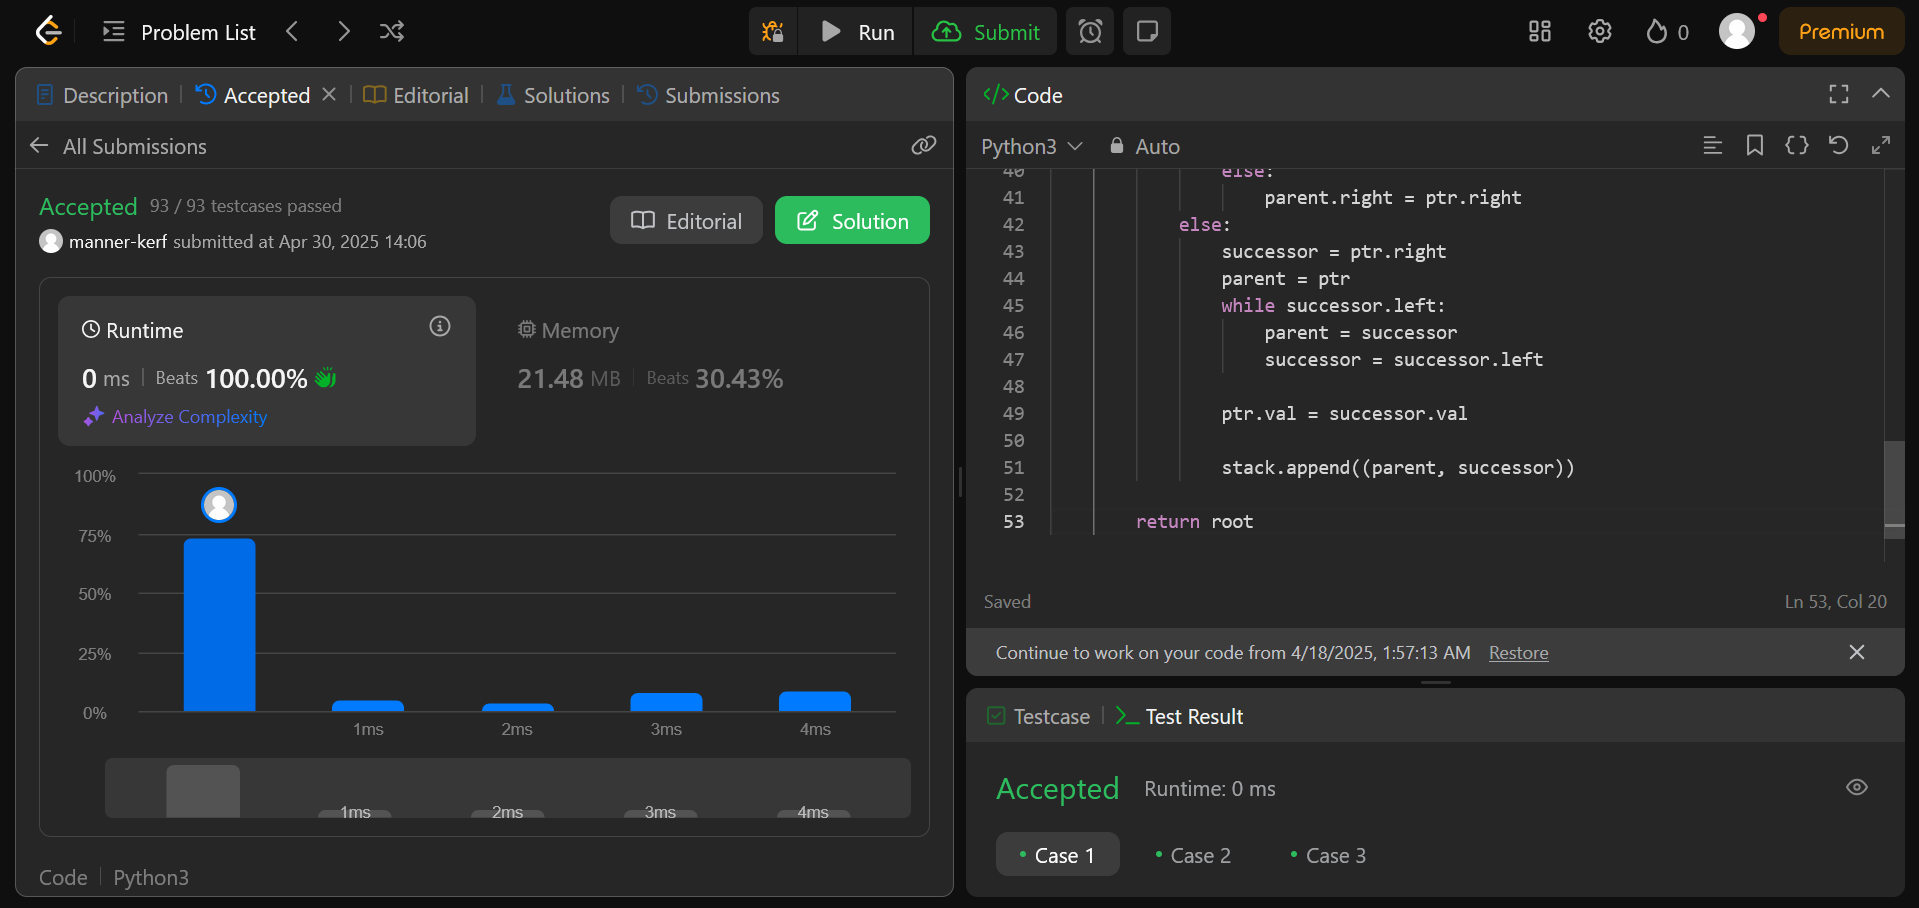 Problem List
Run
Submit
0
Premium
Description
Accepted
Editorial
Solutions
Submissions
All Submissions
Accepted 93 / 93 testcases passed
manner-kerf submitted at Apr 30, 2025 14:06
Editorial
Solution
Runtime
0 ms Beats 100.00%
Analyze Complexity
Memory
21.48 MB Beats 30.43%
100%
75%
50%
25%
0%
1ms 2ms 3ms 4ms
1ms 2ms 3ms 4ms
Code Python3
</> Code
Python3 Auto
40 else:
41 parent.right = ptr.right
42 else:
43 successor = ptr.right
44 parent = ptr
45 while successor.left:
46 parent = successor
47 successor = successor.left
48
49 ptr.val = successor.val
50
51 stack.append((parent, successor))
52
53 return root
Saved
Ln 53, Col 20
Continue to work on your code from 4/18/2025, 1:57:13 AM Restore
Testcase
Test Result
Accepted Runtime: 0 ms
Case 1 Case 2 Case 3